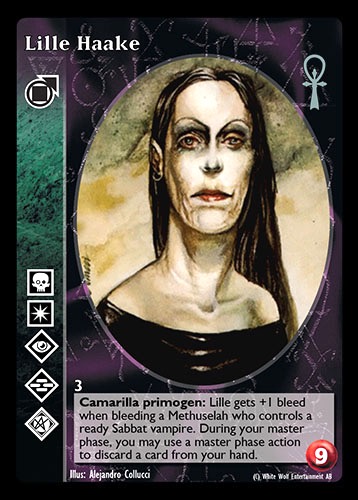 Lille Haake
3
Camarilla primogen: Lille gets +1 bleed
when bleeding a Methuselah who controls a
ready Sabbat vampire. During your master
phase, you may use a master phase action
to discard a card from your hand.
9
Illus: Alejandro Collucci
(C) White Wolf Entertainment AB